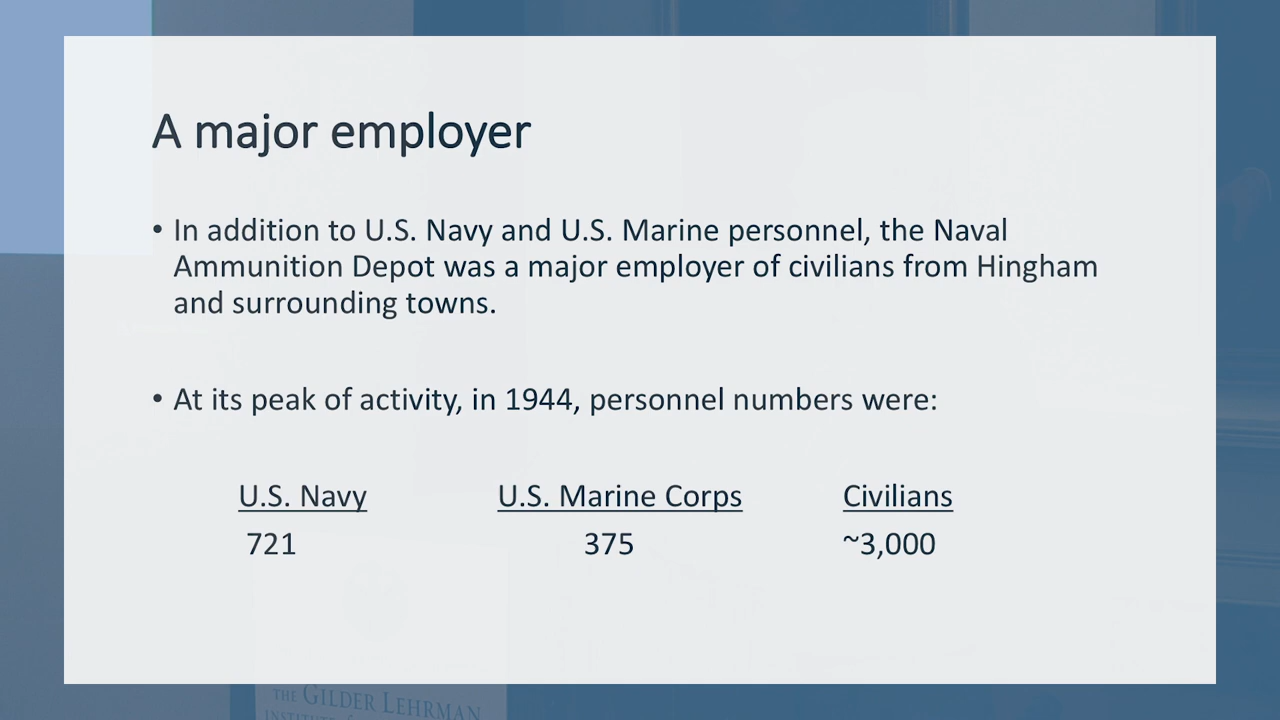 A major employer
• In addition to U.S. Navy and U.S. Marine personnel, the Naval
Ammunition Depot was a major employer of civilians from Hingham
and surrounding towns.
• At its peak of activity, in 1944, personnel numbers were:
U.S. Navy U.S. Marine Corps Civilians
721 375 ~3,000
THE GILDER LEHRMAN
INSTITUTE